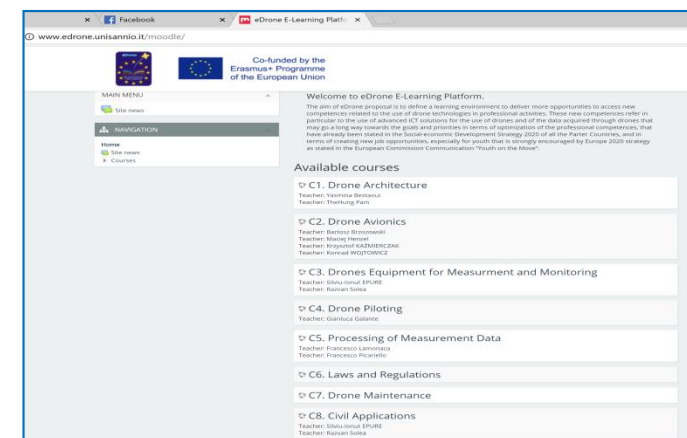 Facebook
eDrone E-Learning Platfo
www.edrone.unisannio.it/moodle/
Co-funded by the
Erasmus+ Programme
of the European Union
MAIN MENU
Site news
NAVIGATION
Home
Site news
Courses
Welcome to eDrone E-Learning Platform.
The aim of eDrone proposal is to define a learning environment to deliver more opportunities to access new
competences related to the use of drone technologies in professional activities. These new competences refer in
particular to the use of advanced ICT solutions for the use of drones and of the data acquired through drones that
may go a long way towards the goals and priorities in terms of optimization of the professional competences, that
have already been stated in the Social-economic Development Strategy 2020 of all the Parter Countries, and in
terms of creating new job opportunities, especially for youth that is strongly encouraged by Europe 2020 strategy
as stated in the European Commission Communication "Youth on the Move".
Available courses
C1. Drone Architecture
Teacher: Yasmina Bestaoui
Teacher: TheHung Pam
C2. Drone Avionics
Teacher: Bartosz Brzozowski
Teacher: Maciej Henzel
Teacher: Krzysztof KAŹMIERCZAK
Teacher: Konrad WOJTOWICZ
C3. Drones Equipment for Measurment and Monitoring
Teacher: Silviu-Ionut EPURE
Teacher: Razvan Solea
C4. Drone Piloting
Teacher: Gianluca Galante
C5. Processing of Measurement Data
Teacher: Francesco Lamonaca
Teacher: Francesco Picariello
C6. Laws and Regulations
C7. Drone Maintenance
C8. Civil Applications
Teacher: Silviu-Ionut EPURE
Teacher: Razvan Solea